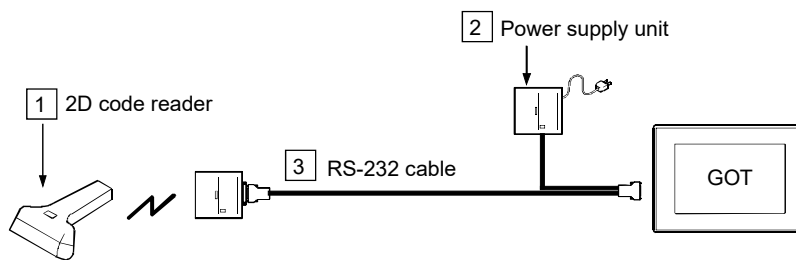 2 Power supply unit
1 2D code reader
3 RS-232 cable
GOT